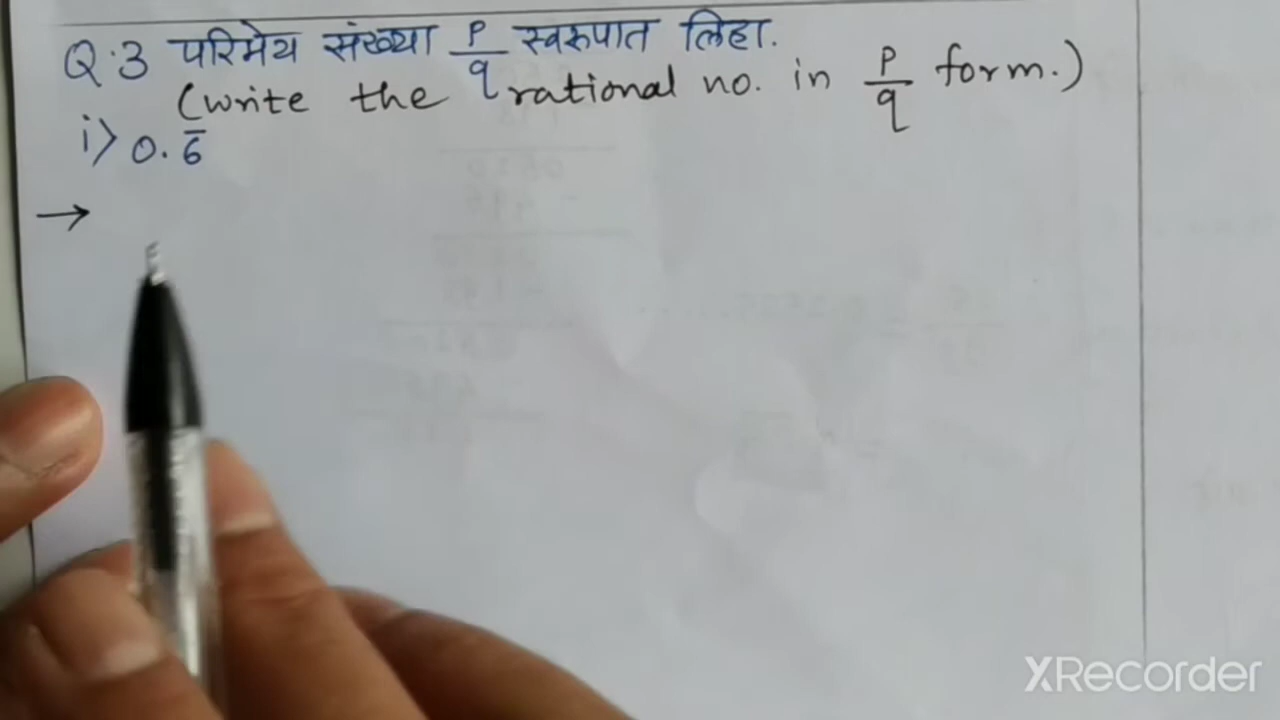 Q.3 परिमेय संख्या p/q स्वरुपात लिहा.
(write the rational no. in p/q form.)
i) 0.6̅
→
XRecorder